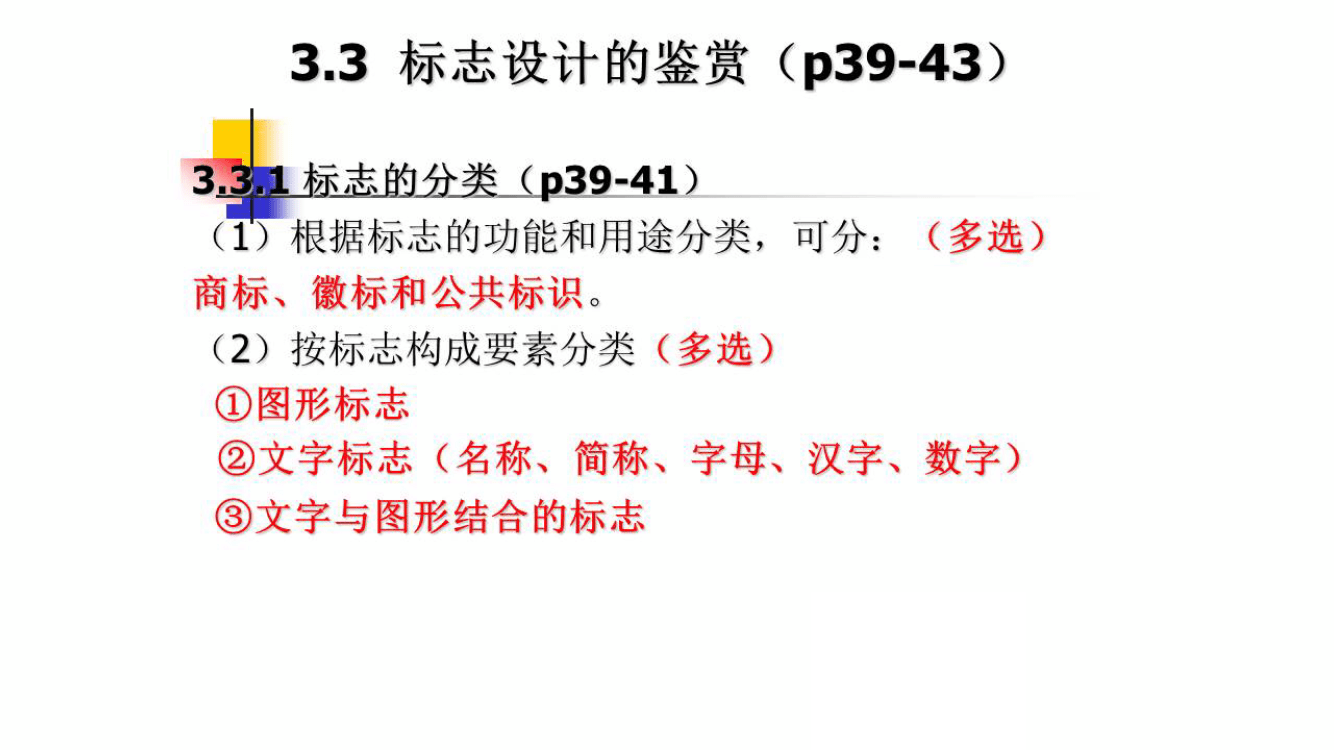 3.3 标志设计的鉴赏（p39-43）
3.3.1 标志的分类（p39-41）
（1）根据标志的功能和用途分类，可分：（多选）
商标、徽标和公共标识。
（2）按标志构成要素分类（多选）
①图形标志
②文字标志（名称、简称、字母、汉字、数字）
③文字与图形结合的标志